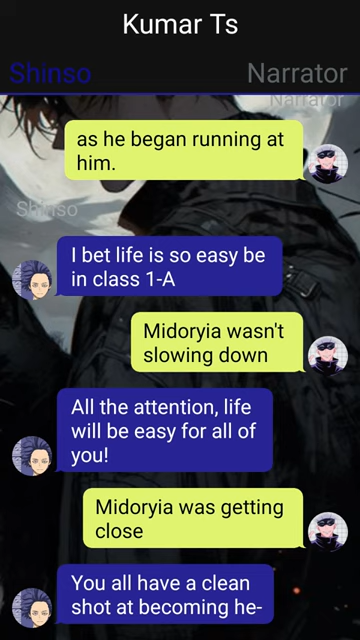 Kumar Ts
Shinso
Narrator
Narrator
as he began running at
him.
Shinso
I bet life is so easy be
in class 1-A
Midoryia wasn't
slowing down
All the attention, life
will be easy for all of
you!
Midoryia was getting
close
You all have a clean
shot at becoming he-